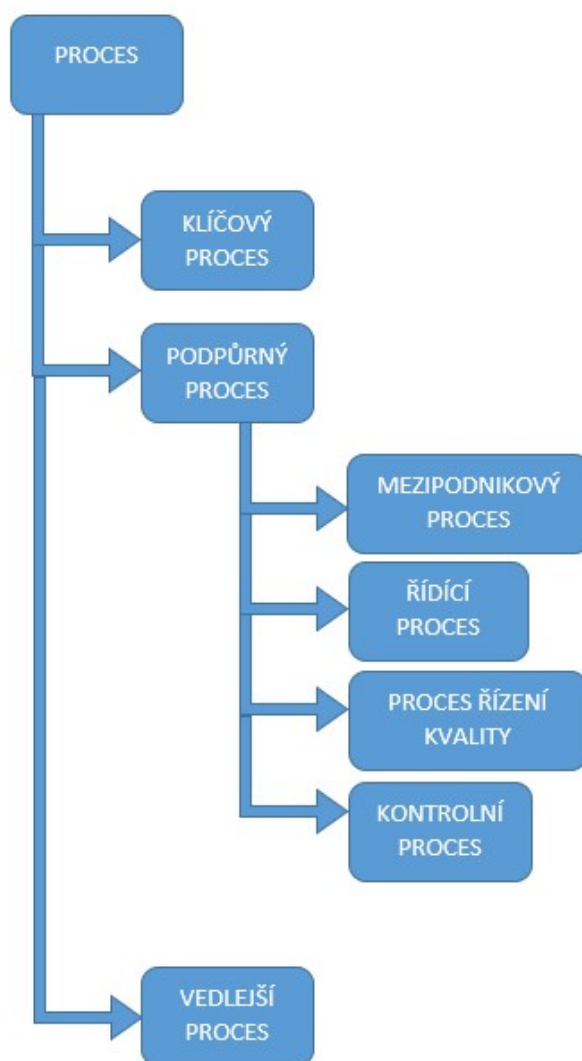 PROCES
KLÍČOVÝ
PROCES
PODPŮRNÝ
PROCES
MEZIPODNIKOVÝ
PROCES
ŘÍDÍCÍ
PROCES
PROCES ŘÍZENÍ
KVALITY
KONTROLNÍ
PROCES
VEDLEJŠÍ
PROCES